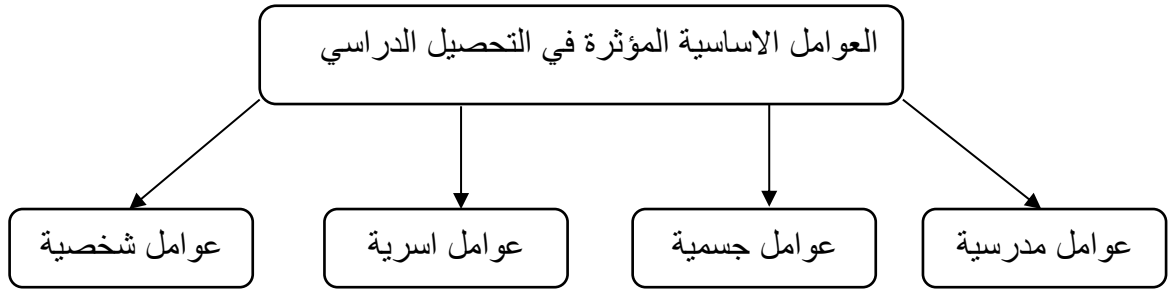 العوامل الاساسية المؤثرة في التحصيل الدراسي
عوامل مدرسية
عوامل جسمية
عوامل اسرية
عوامل شخصية